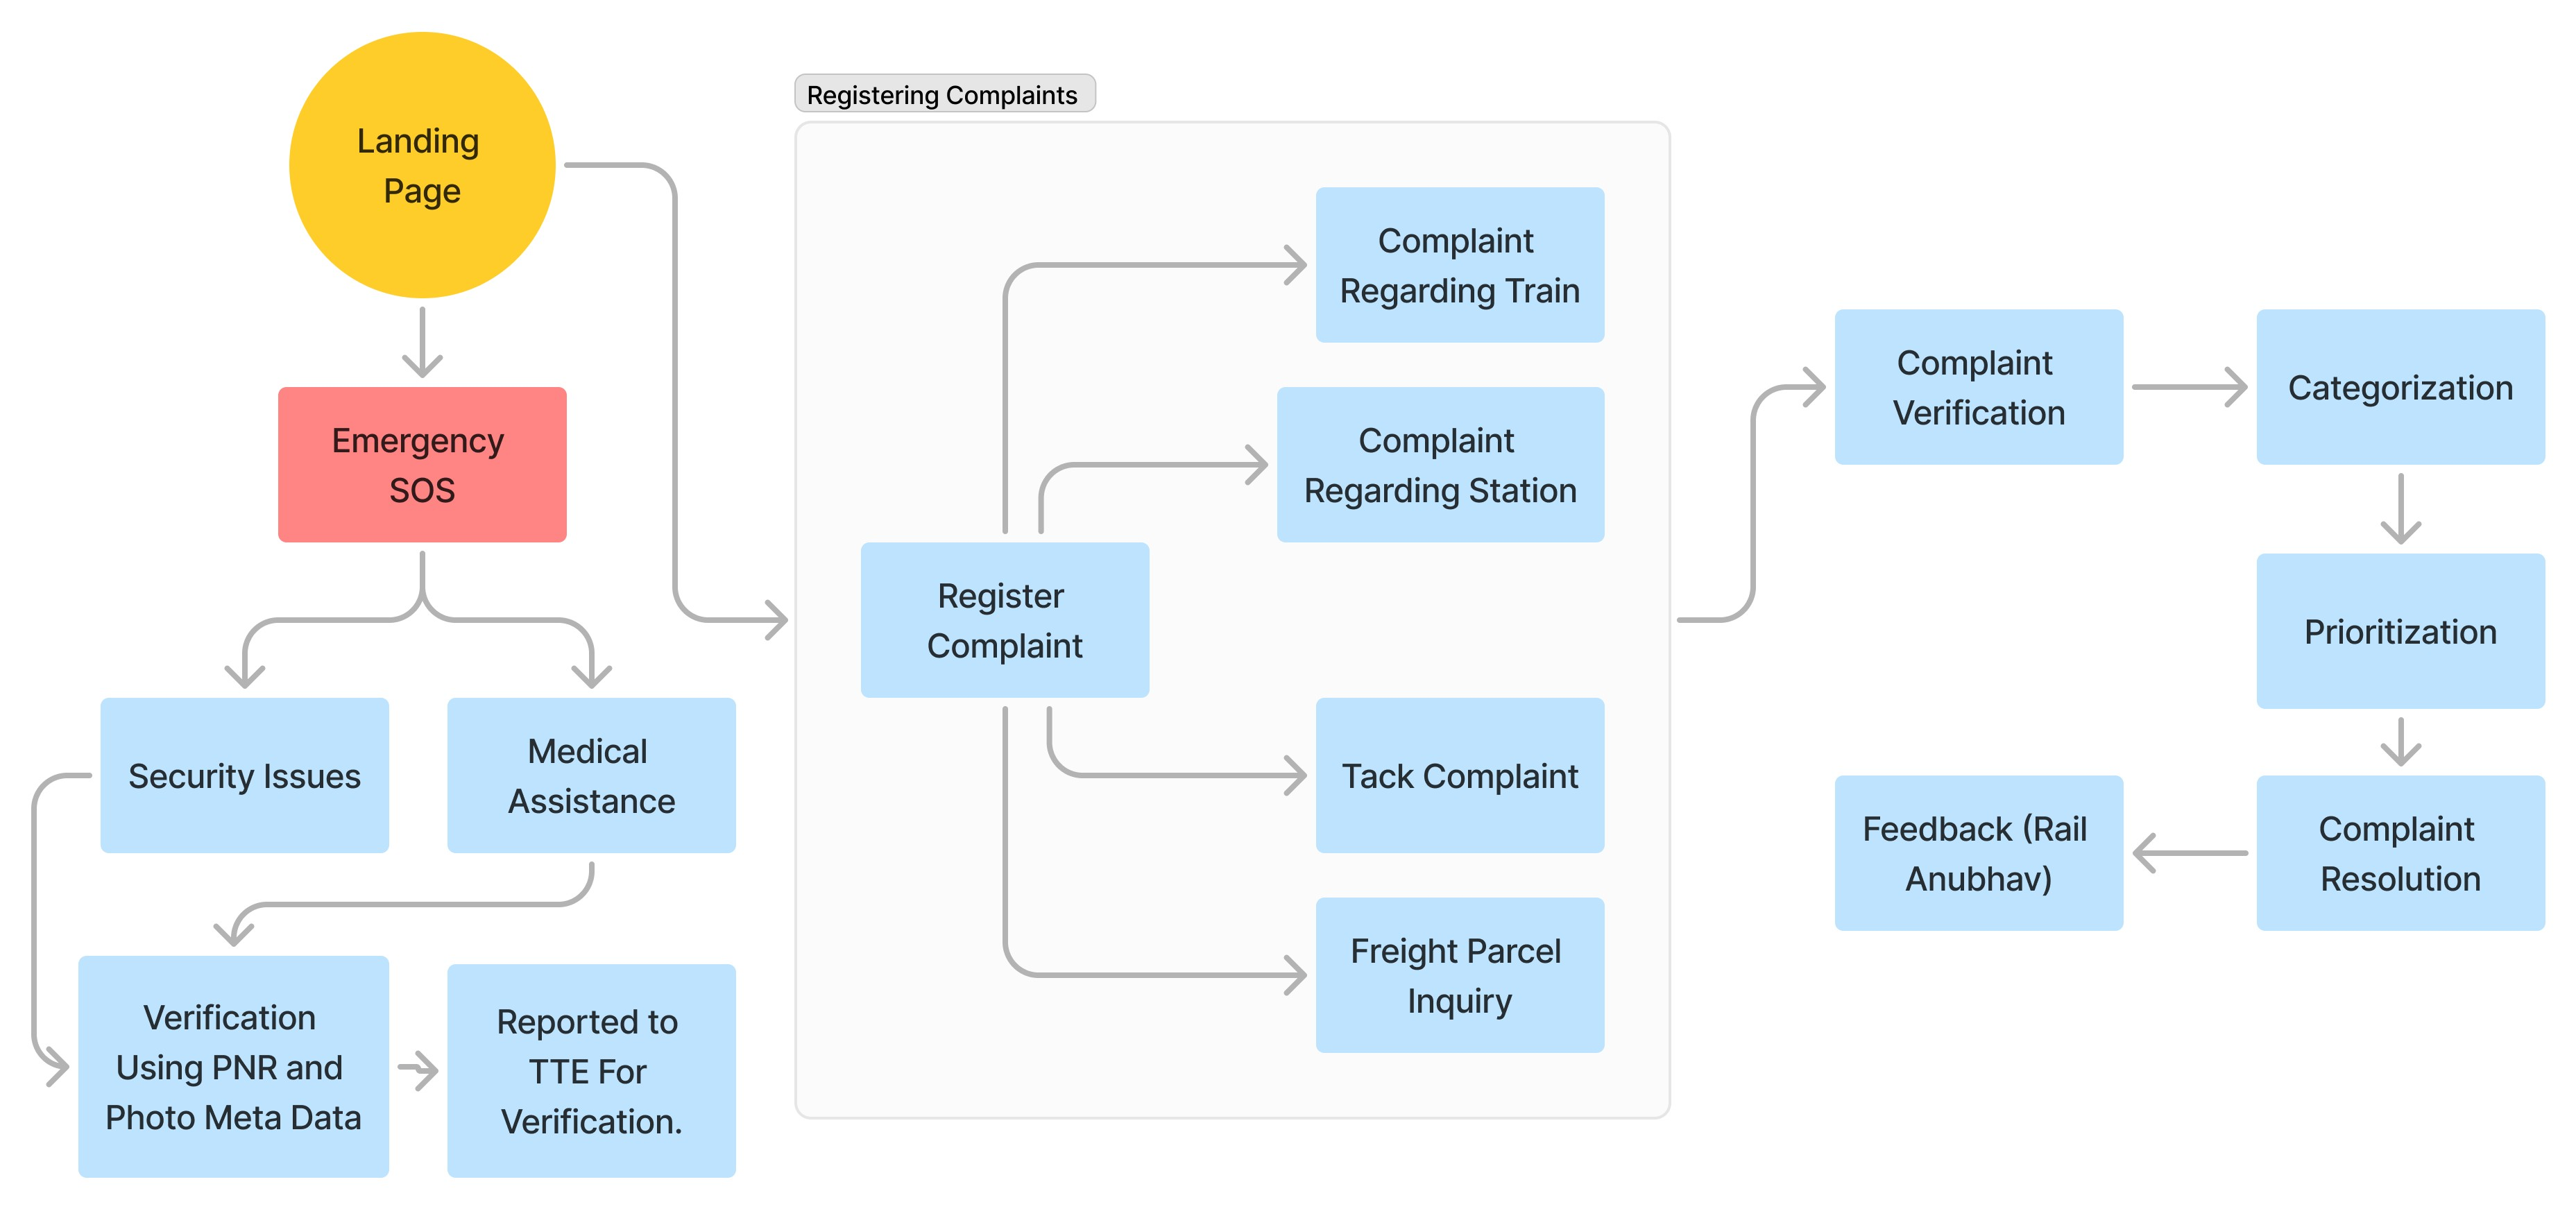 Landing
Page
Emergency
SOS
Security Issues
Medical
Assistance
Verification
Using PNR and
Photo Meta Data
Reported to
TTE For
Verification.
Registering Complaints
Complaint
Regarding Train
Complaint
Regarding Station
Register
Complaint
Tack Complaint
Freight Parcel
Inquiry
Complaint
Verification
Categorization
Prioritization
Complaint
Resolution
Feedback (Rail
Anubhav)